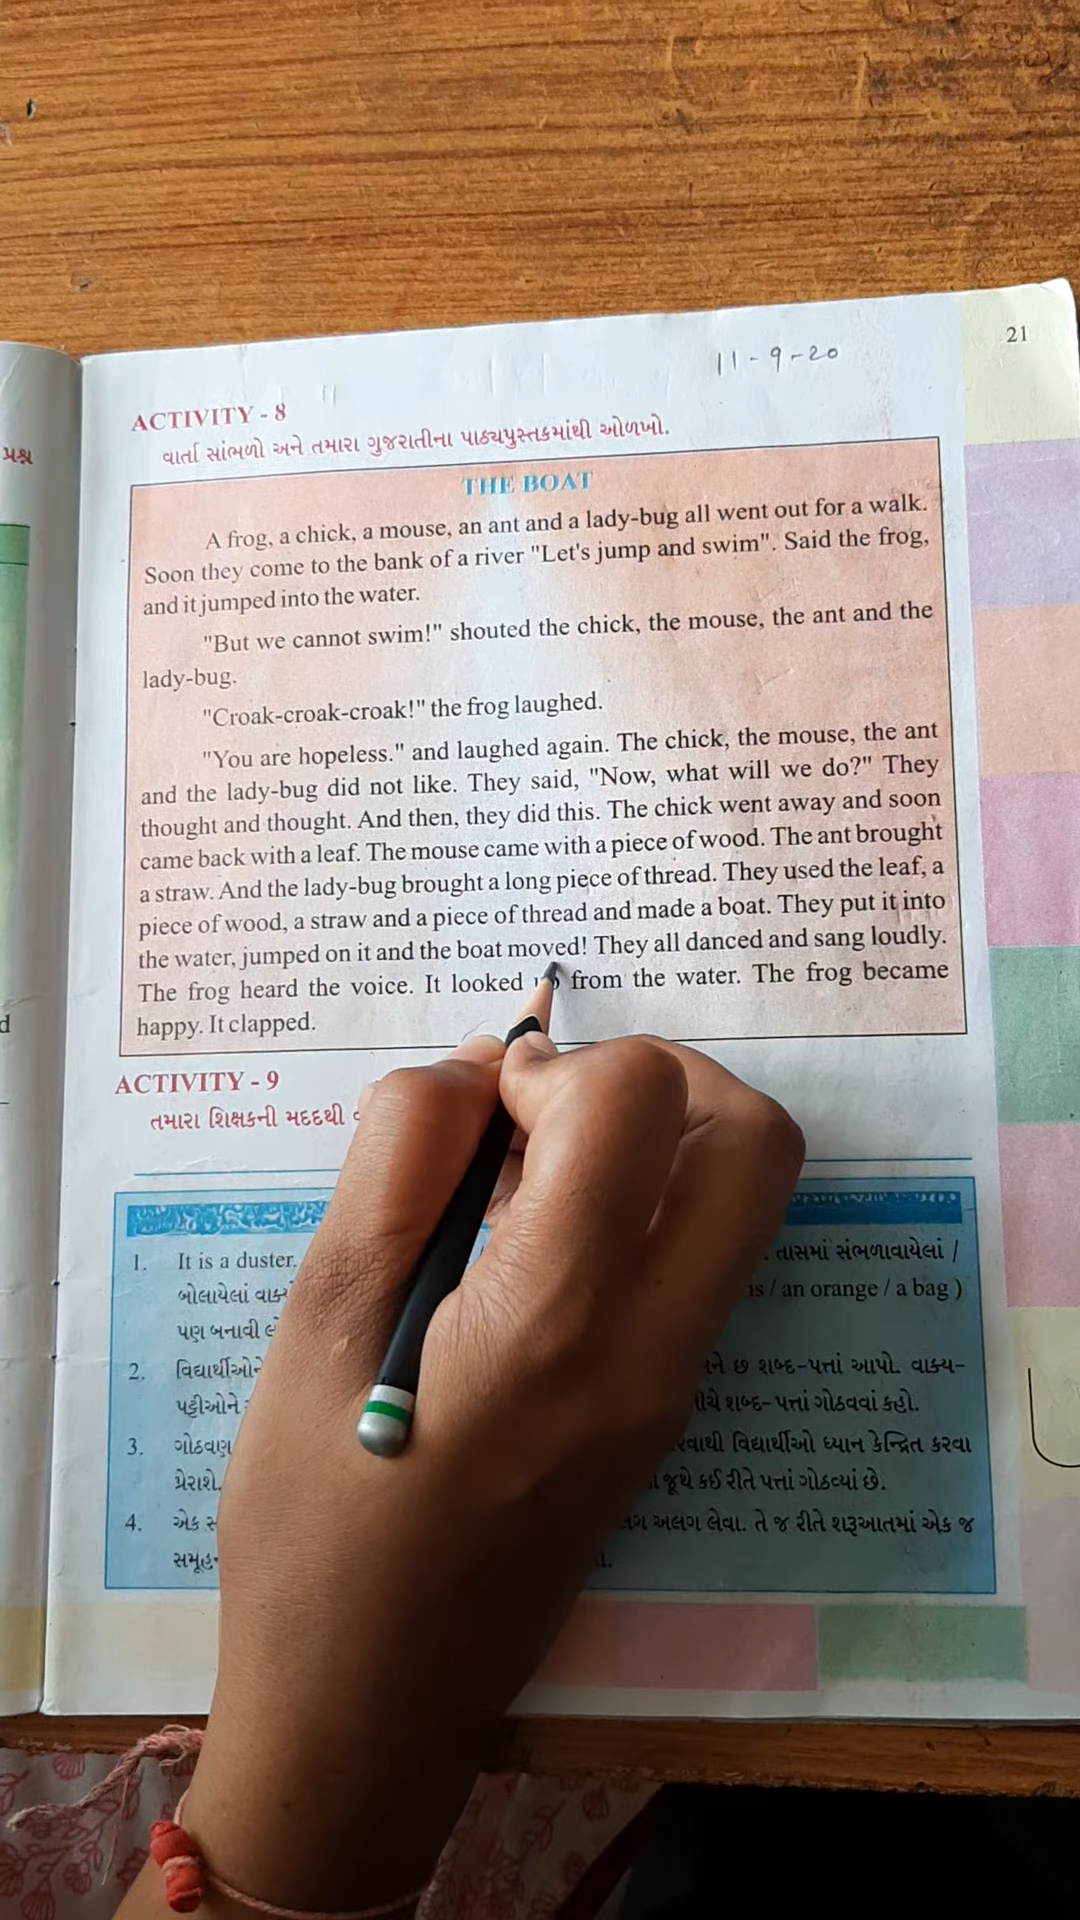 21
11-9-20
ACTIVITY - 8
વાર્તા સાંભળો અને તમારા ગુજરાતીના પાઠ્યપુસ્તકમાંથી ઓળખો.
પ્રશ્ન
THE BOAT
A frog, a chick, a mouse, an ant and a lady-bug all went out for a walk.
Soon they come to the bank of a river "Let's jump and swim". Said the frog,
and it jumped into the water.
"But we cannot swim!" shouted the chick, the mouse, the ant and the
lady-bug.
"Croak-croak-croak!" the frog laughed.
"You are hopeless." and laughed again. The chick, the mouse, the ant
and the lady-bug did not like. They said, "Now, what will we do?" They
thought and thought. And then, they did this. The chick went away and soon
came back with a leaf. The mouse came with a piece of wood. The ant brought
a straw. And the lady-bug brought a long piece of thread. They used the leaf, a
piece of wood, a straw and a piece of thread and made a boat. They put it into
the water, jumped on it and the boat moved! They all danced and sang loudly.
The frog heard the voice. It looked from the water. The frog became
happy. It clapped.
d
ACTIVITY - 9
તમારા શિક્ષકની મદદથી
1. It is a duster. તાસમાં સંભળાવાયેલાં /
બોલાયેલાં is / an orange / a bag )
પણ બનાવી
2. વિદ્યાર્થીઓને છ શબ્દ-પત્તાં આપો. વાક્ય-
પટ્ટીઓને શબ્દ-પત્તાં ગોઠવવાં કહો.
3. વિદ્યાર્થીઓ ધ્યાન કેન્દ્રિત કરવા
પ્રેરાશે. જૂથે કઈ રીતે પત્તાં ગોઠવ્યાં છે.
4. એક અલગ લેવા. તે જ રીતે શરૂઆતમાં એક જ